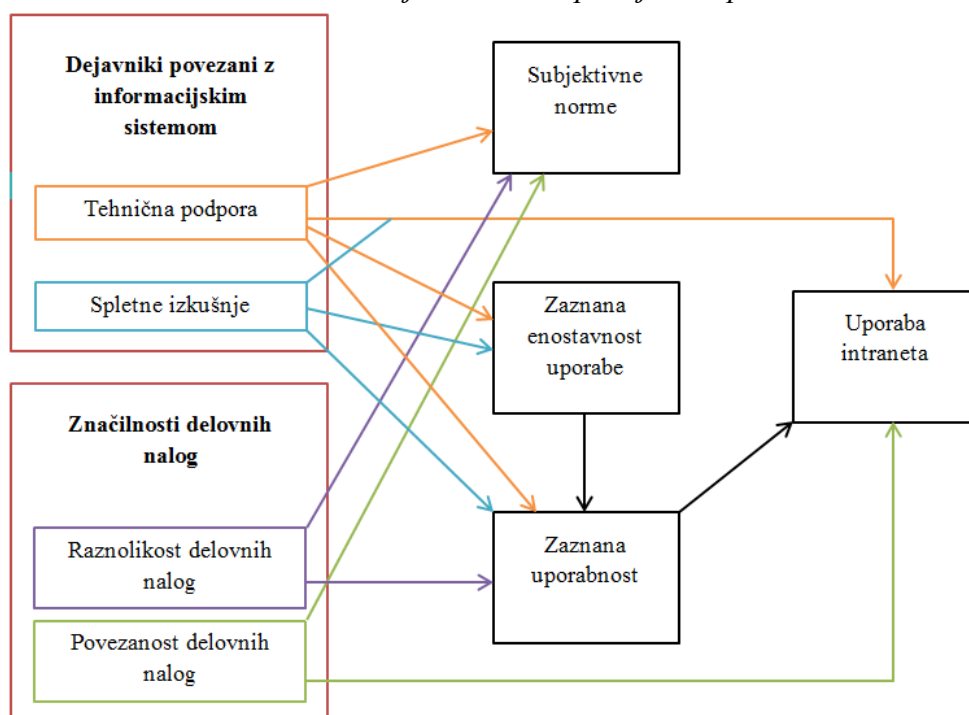 Dejavniki povezani z
informacijskim
sistemom
Tehnična podpora
Spletne izkušnje
Značilnosti delovnih
nalog
Raznolikost delovnih
nalog
Povezanost delovnih
nalog
Subjektivne
norme
Zaznana
enostavnost
uporabe
Zaznana
uporabnost
Uporaba
intraneta